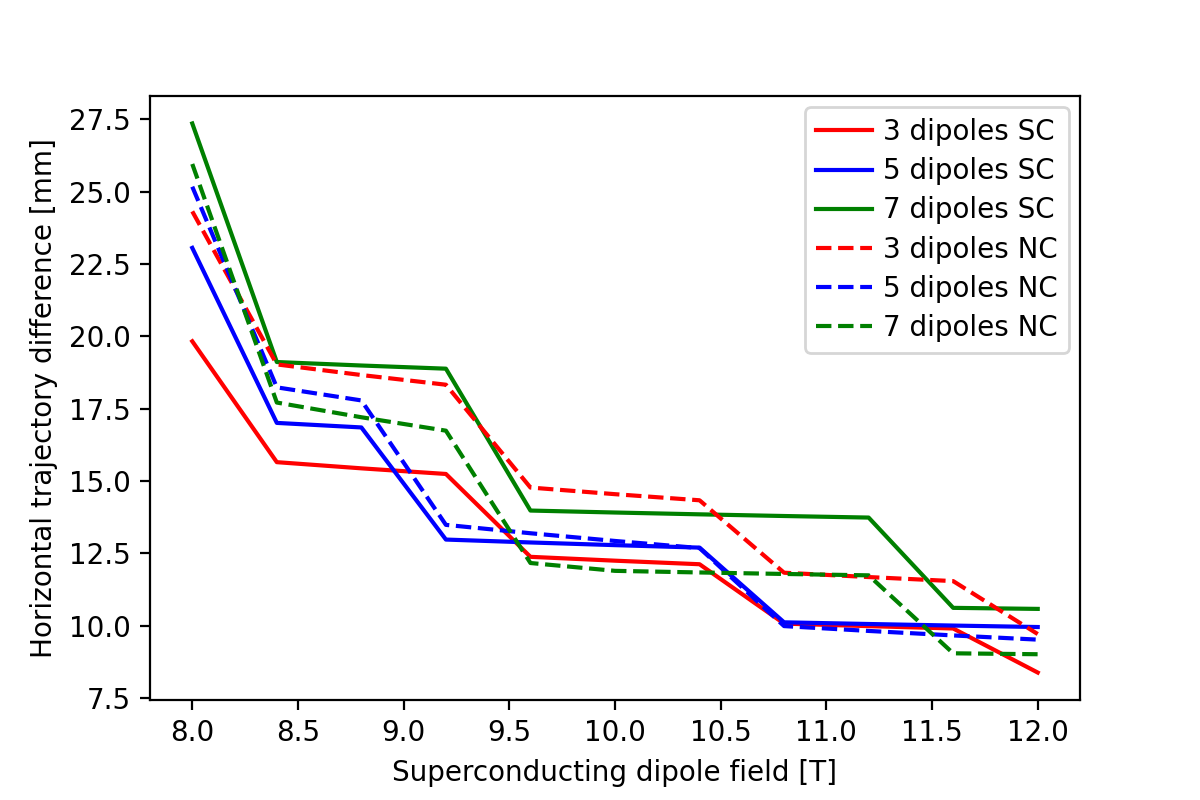 27.5
25.0
22.5
20.0
17.5
15.0
12.5
10.0
7.5
Horizontal trajectory difference [mm]
3 dipoles SC
5 dipoles SC
7 dipoles SC
3 dipoles NC
5 dipoles NC
7 dipoles NC
8.0 8.5 9.0 9.5 10.0 10.5 11.0 11.5 12.0
Superconducting dipole field [T]